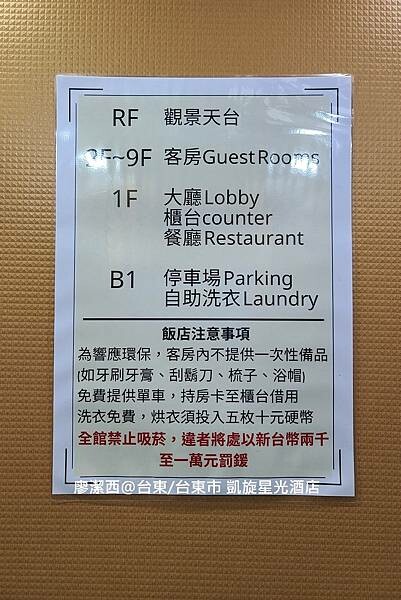 RF 觀景天台
2F~9F 客房Guest Rooms
1F 大廳Lobby
櫃台counter
餐廳Restaurant
B1 停車場Parking
自助洗衣Laundry
飯店注意事項
為響應環保，客房內不提供一次性備品
(如牙刷牙膏、刮鬍刀、梳子、浴帽)
免費提供單車，持房卡至櫃台借用
洗衣免費，烘衣須投入五枚十元硬幣
全館禁止吸菸，違者將處以新台幣兩千
至一萬元罰鍰
廖潔西@台東/台東市 凱旋星光酒店